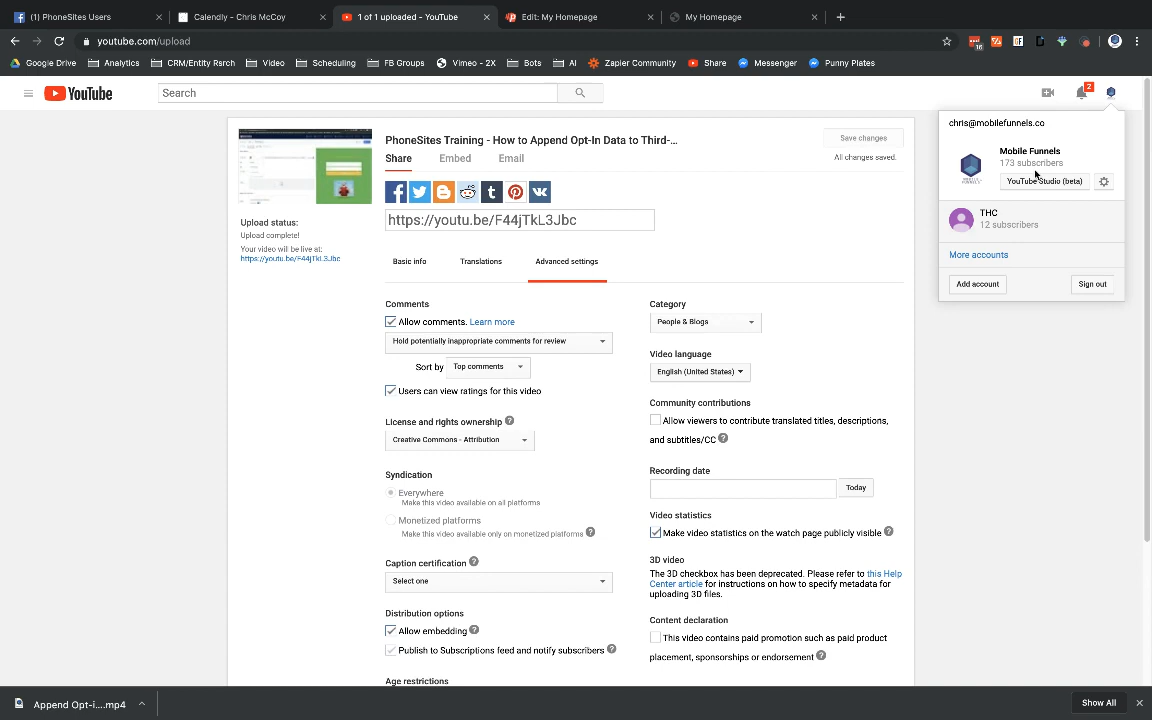 (1) PhoneSites Users
Calendly - Chris McCoy
1 of 1 uploaded - YouTube
Edit: My Homepage
My Homepage
youtube.com/upload
Google Drive
Analytics
CRM/Entity Rsrch
Video
Scheduling
FB Groups
Vimeo - 2X
Bots
AI
Zapier Community
Share
Messenger
Punny Plates
YouTube
Search
2
chris@mobilefunnels.co
Mobile Funnels
173 subscribers
YouTube Studio (beta)
THC
12 subscribers
More accounts
Add account
Sign out
PhoneSites Training - How to Append Opt-In Data to Third-...
Save changes
All changes saved.
Share
Embed
Email
https://youtu.be/F44jTkL3Jbc
Upload status:
Upload complete!
Your video will be live at:
https://youtu.be/F44jTkL3Jbc
Basic info
Translations
Advanced settings
Comments
Allow comments. Learn more
Hold potentially inappropriate comments for review
Sort by Top comments
Users can view ratings for this video
License and rights ownership ?
Creative Commons - Attribution
Syndication
Everywhere
Make this video available on all platforms
Monetized platforms
Make this video available only on monetized platforms ?
Caption certification ?
Select one
Distribution options
Allow embedding ?
Publish to Subscriptions feed and notify subscribers ?
Age restrictions
Category
People & Blogs
Video language
English (United States)
Community contributions
Allow viewers to contribute translated titles, descriptions,
and subtitles/CC ?
Recording date
Today
Video statistics
Make video statistics on the watch page publicly visible ?
3D video
The 3D checkbox has been deprecated. Please refer to this Help
Center article for instructions on how to specify metadata for
uploading 3D files.
Content declaration
This video contains paid promotion such as paid product
placement, sponsorships or endorsement ?
Append Opt-i....mp4
Show All